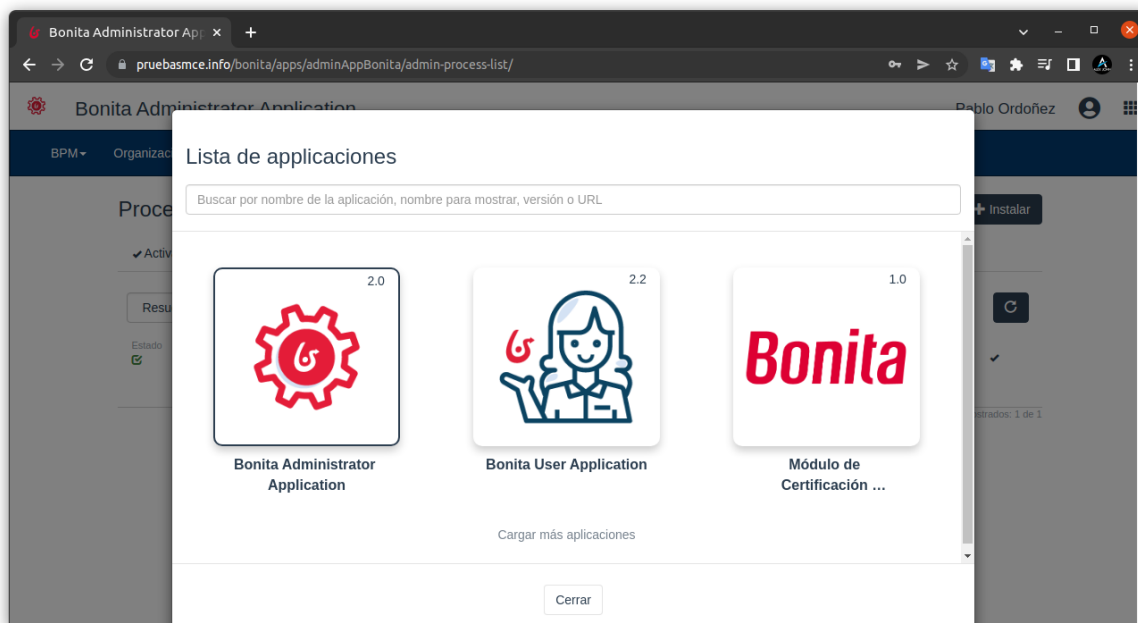 Bonita Administrator App
pruebasmce.info/bonita/apps/adminAppBonita/admin-process-list/
Bonita Administrator Application
Pablo Ordoñez
BPM
Organizac
Lista de applicaciones
Buscar por nombre de la aplicación, nombre para mostrar, versión o URL
Proce
Instalar
Activ
2.0
2.2
1.0
Resu
Estado
Bonita
strados: 1 de 1
Bonita Administrator
Application
Bonita User Application
Módulo de
Certificación ...
Cargar más aplicaciones
Cerrar